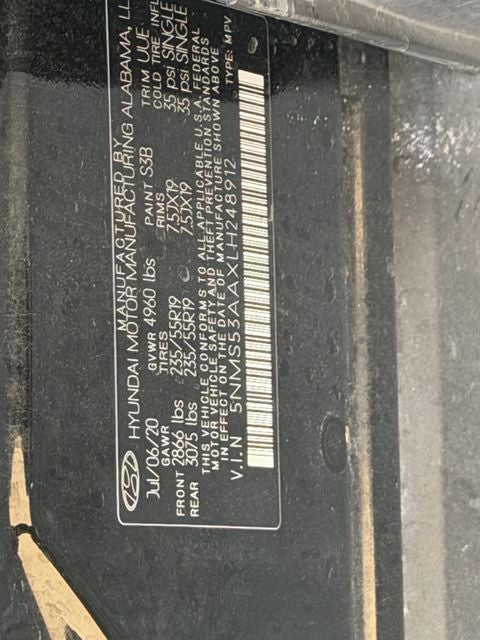 MANUFACTURED BY
HYUNDAI MOTOR MANUFACTURING ALABAMA, LL
Jul/06/20 GVWR 4960 lbs PAINT S3B TRIM UUE
GAWR TIRES RIMS COLD TIRE INFL
FRONT 2866 lbs 235/55R19 7.5JX19 35 psi SINGLE
REAR 3075 lbs 235/55R19 7.5JX19 35 psi SINGLE
THIS VEHICLE CONFORMS TO ALL APPLICABLE U.S.A. FEDERAL
MOTOR VEHICLE SAFETY AND THEFT PREVENTION STANDARDS
IN EFFECT ON THE DATE OF MANUFACTURE SHOWN ABOVE
V.I.N 5NMS53AAXLH248912 TYPE: MPV